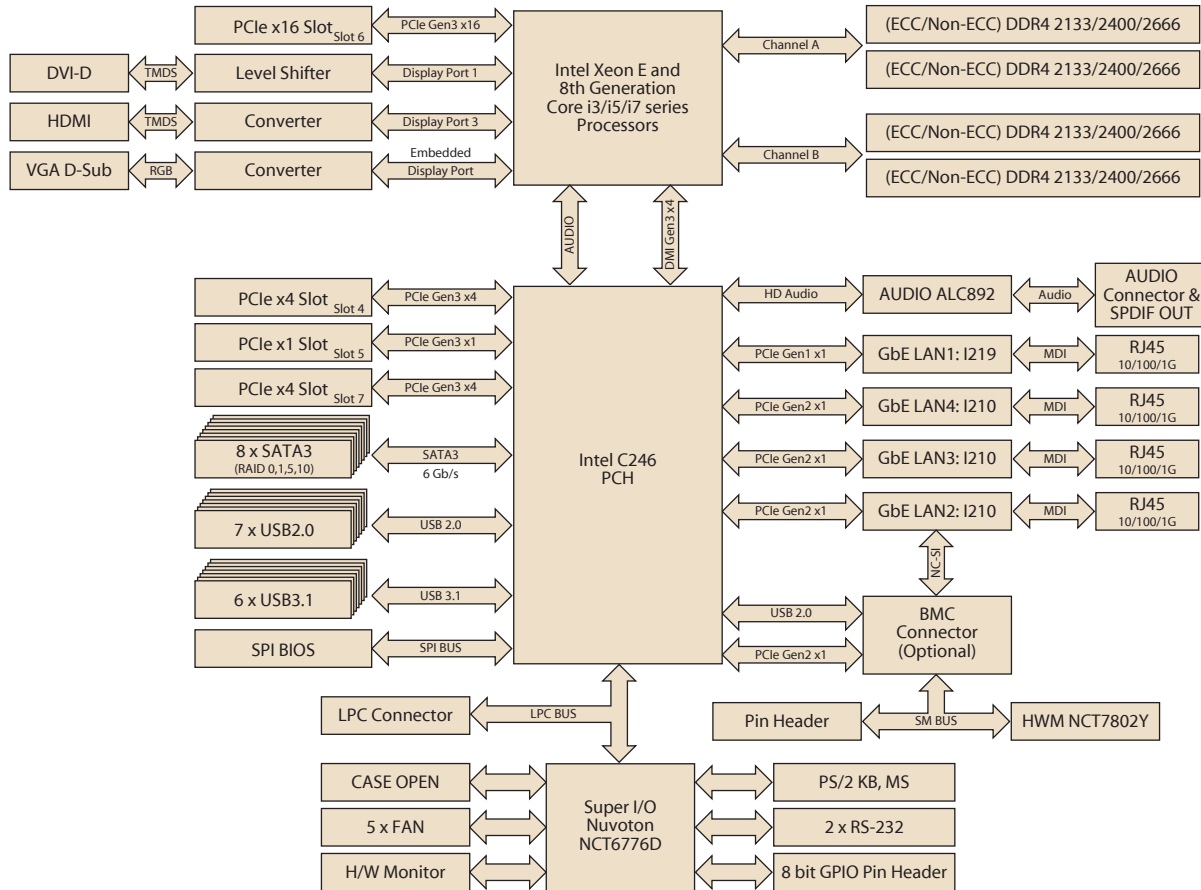 PCIe x16 Slot Slot 6
PCIe Gen3 x16
DVI-D
TMDS
Level Shifter
Display Port 1
HDMI
TMDS
Converter
Display Port 3
VGA D-Sub
RGB
Converter
Embedded
Display Port
Intel Xeon E and
8th Generation
Core i3/i5/i7 series
Processors
Channel A
(ECC/Non-ECC) DDR4 2133/2400/2666
(ECC/Non-ECC) DDR4 2133/2400/2666
Channel B
(ECC/Non-ECC) DDR4 2133/2400/2666
(ECC/Non-ECC) DDR4 2133/2400/2666
AUDIO
DMI Gen3 x4
PCIe x4 Slot Slot 4
PCIe Gen3 x4
PCIe x1 Slot Slot 5
PCIe Gen3 x1
PCIe x4 Slot Slot 7
PCIe Gen3 x4
8 x SATA3
(RAID 0,1,5,10)
SATA3
6 Gb/s
7 x USB2.0
USB 2.0
6 x USB3.1
USB 3.1
SPI BIOS
SPI BUS
Intel C246
PCH
HD Audio
AUDIO ALC892
Audio
AUDIO
Connector &
SPDIF OUT
PCIe Gen1 x1
GbE LAN1: I219
MDI
RJ45
10/100/1G
PCIe Gen2 x1
GbE LAN4: I210
MDI
RJ45
10/100/1G
PCIe Gen2 x1
GbE LAN3: I210
MDI
RJ45
10/100/1G
PCIe Gen2 x1
GbE LAN2: I210
MDI
RJ45
10/100/1G
NC-SI
USB 2.0
PCIe Gen2 x1
BMC
Connector
(Optional)
LPC Connector
LPC BUS
Pin Header
SM BUS
HWM NCT7802Y
CASE OPEN
5 x FAN
H/W Monitor
Super I/O
Nuvoton
NCT6776D
PS/2 KB, MS
2 x RS-232
8 bit GPIO Pin Header